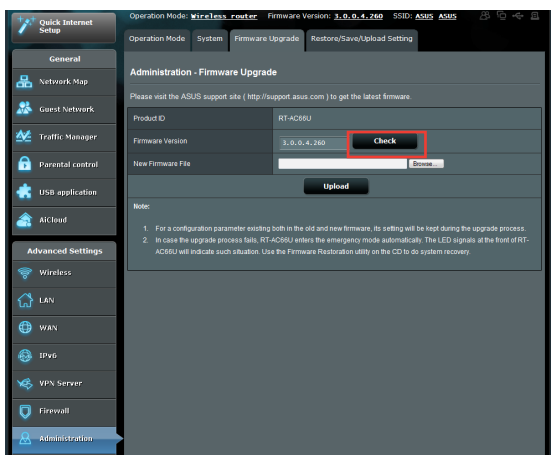 Quick Internet
Setup
Operation Mode: Wireless router Firmware Version: 3.0.0.4.260 SSID: ASUS ASUS
Operation Mode System Firmware Upgrade Restore/Save/Upload Setting
General
Network Map
Guest Network
Traffic Manager
Parental control
USB application
AiCloud
Advanced Settings
Wireless
LAN
WAN
IPv6
VPN Server
Firewall
Administration
Administration - Firmware Upgrade
Please visit the ASUS support site ( http://support.asus.com ) to get the latest firmware.
Product ID RT-AC66U
Firmware Version 3.0.0.4.260 Check
New Firmware File Browse...
Upload
Note:
1. For a configuration parameter existing both in the old and new firmware, its setting will be kept during the upgrade process.
2. In case the upgrade process fails, RT-AC66U enters the emergency mode automatically. The LED signals at the front of RT-
AC66U will indicate such situation. Use the Firmware Restoration utility on the CD to do system recovery.